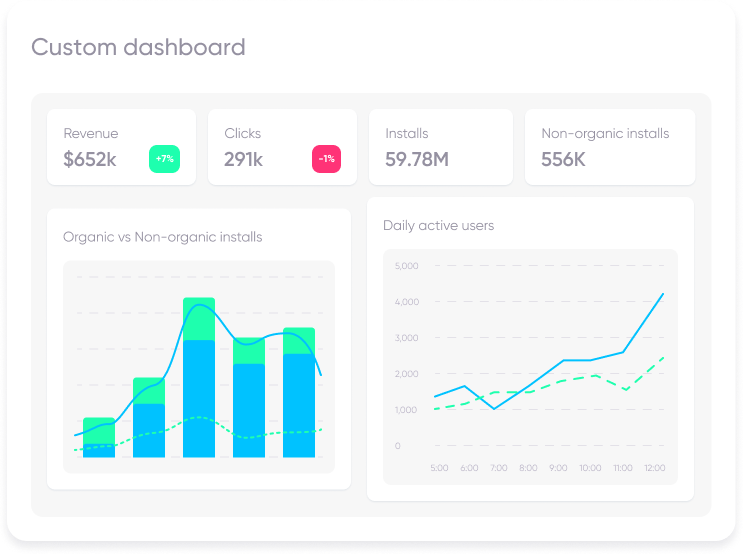 Custom dashboard
Revenue
$652k
+7%
Clicks
291k
-1%
Installs
59.78M
Non-organic installs
556K
Organic vs Non-organic installs
Daily active users
5,000
4,000
3,000
2,000
1,000
0
5:00 6:00 7:00 8:00 9:00 10:00 11:00 12:00